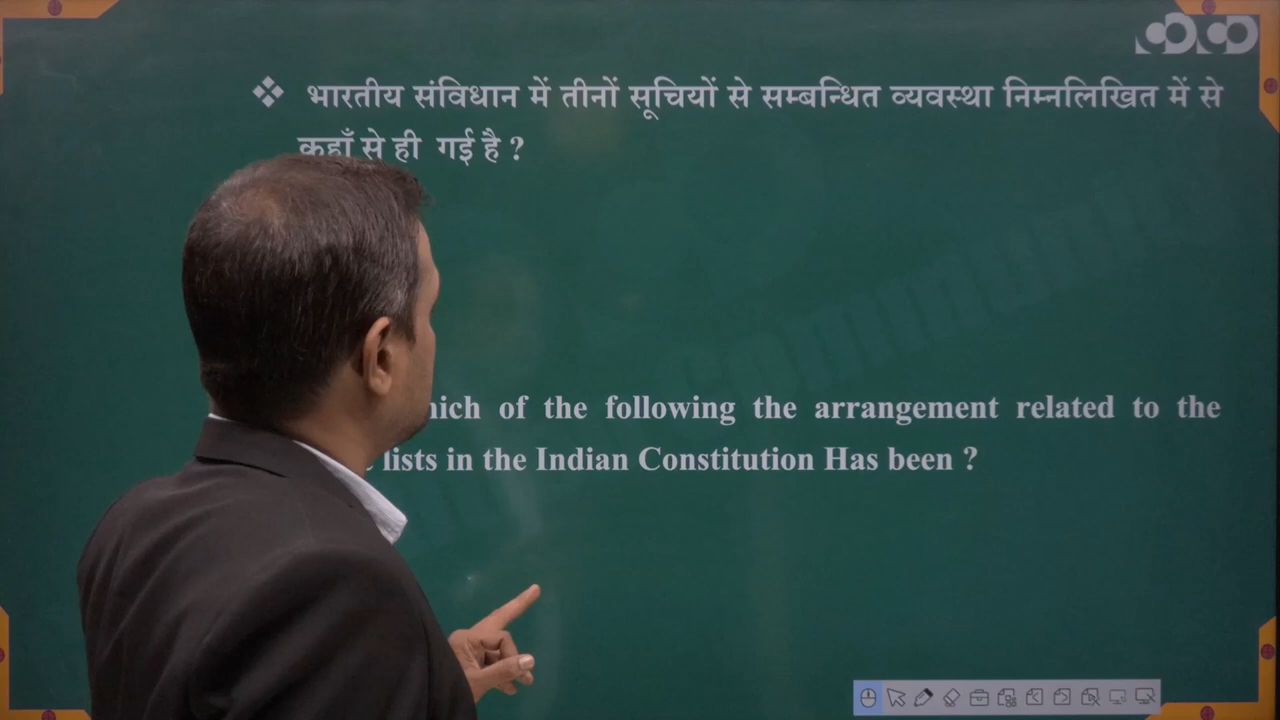 ❖ भारतीय संविधान में तीनों सूचियों से सम्बन्धित व्यवस्था निम्नलिखित में से
कहाँ से ही गई है ?
of the following the arrangement related to the
lists in the Indian Constitution Has been ?